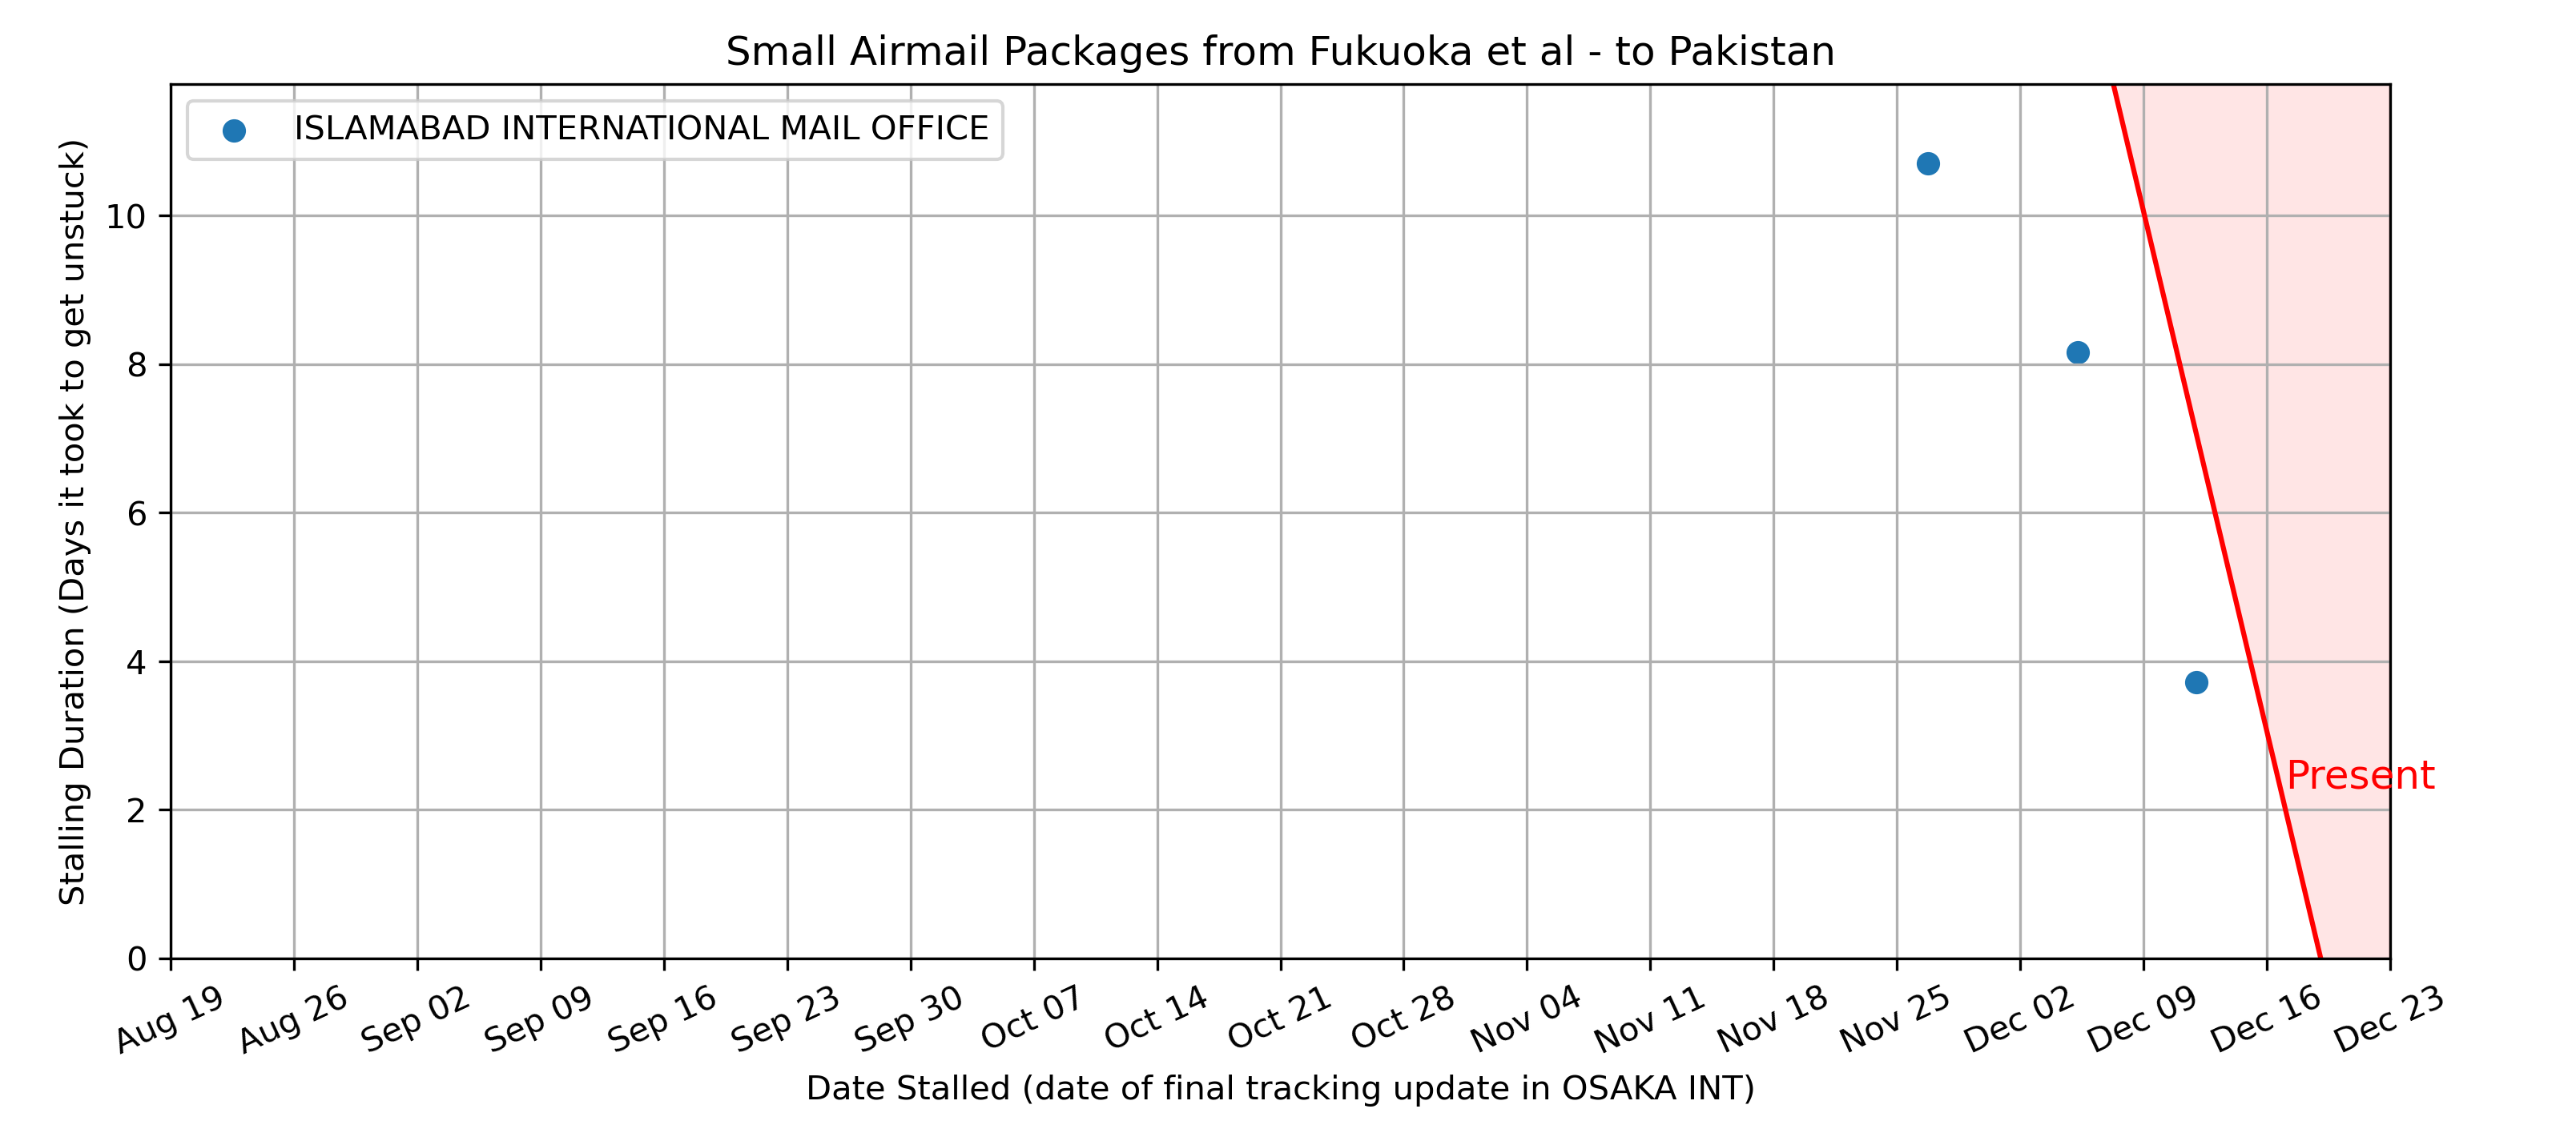 Small Airmail Packages from Fukuoka et al - to Pakistan
ISLAMABAD INTERNATIONAL MAIL OFFICE
Stalling Duration (Days it took to get unstuck)
10
8
6
4
2
0
Present
Aug 19
Aug 26
Sep 02
Sep 09
Sep 16
Sep 23
Sep 30
Oct 07
Oct 14
Oct 21
Oct 28
Nov 04
Nov 11
Nov 18
Nov 25
Dec 02
Dec 09
Dec 16
Dec 23
Date Stalled (date of final tracking update in OSAKA INT)